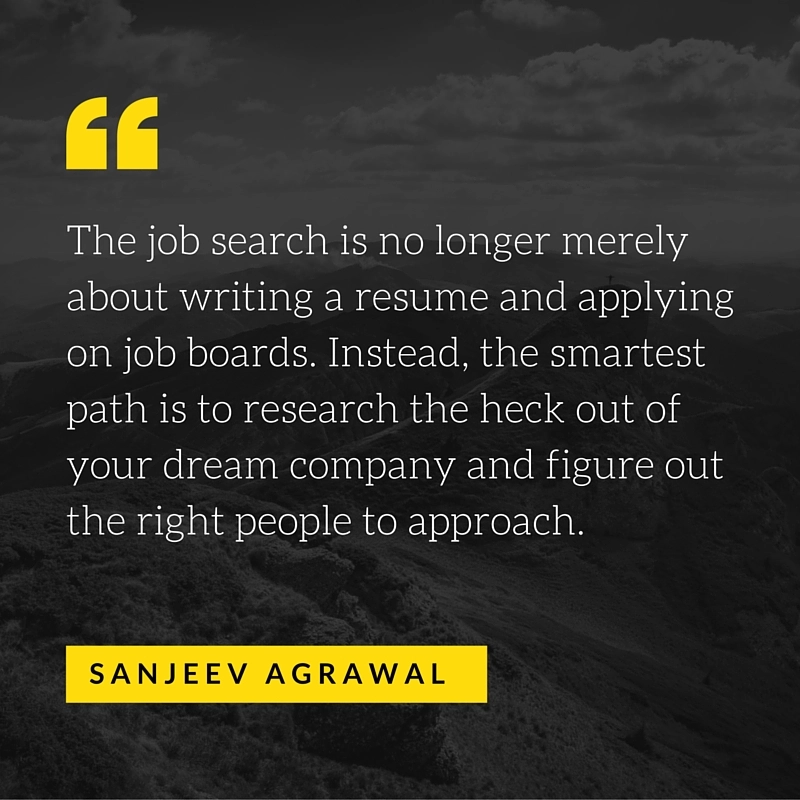 “
The job search is no longer merely
about writing a resume and applying
on job boards. Instead, the smartest
path is to research the heck out of
your dream company and figure out
the right people to approach.
SANJEEV AGRAWAL